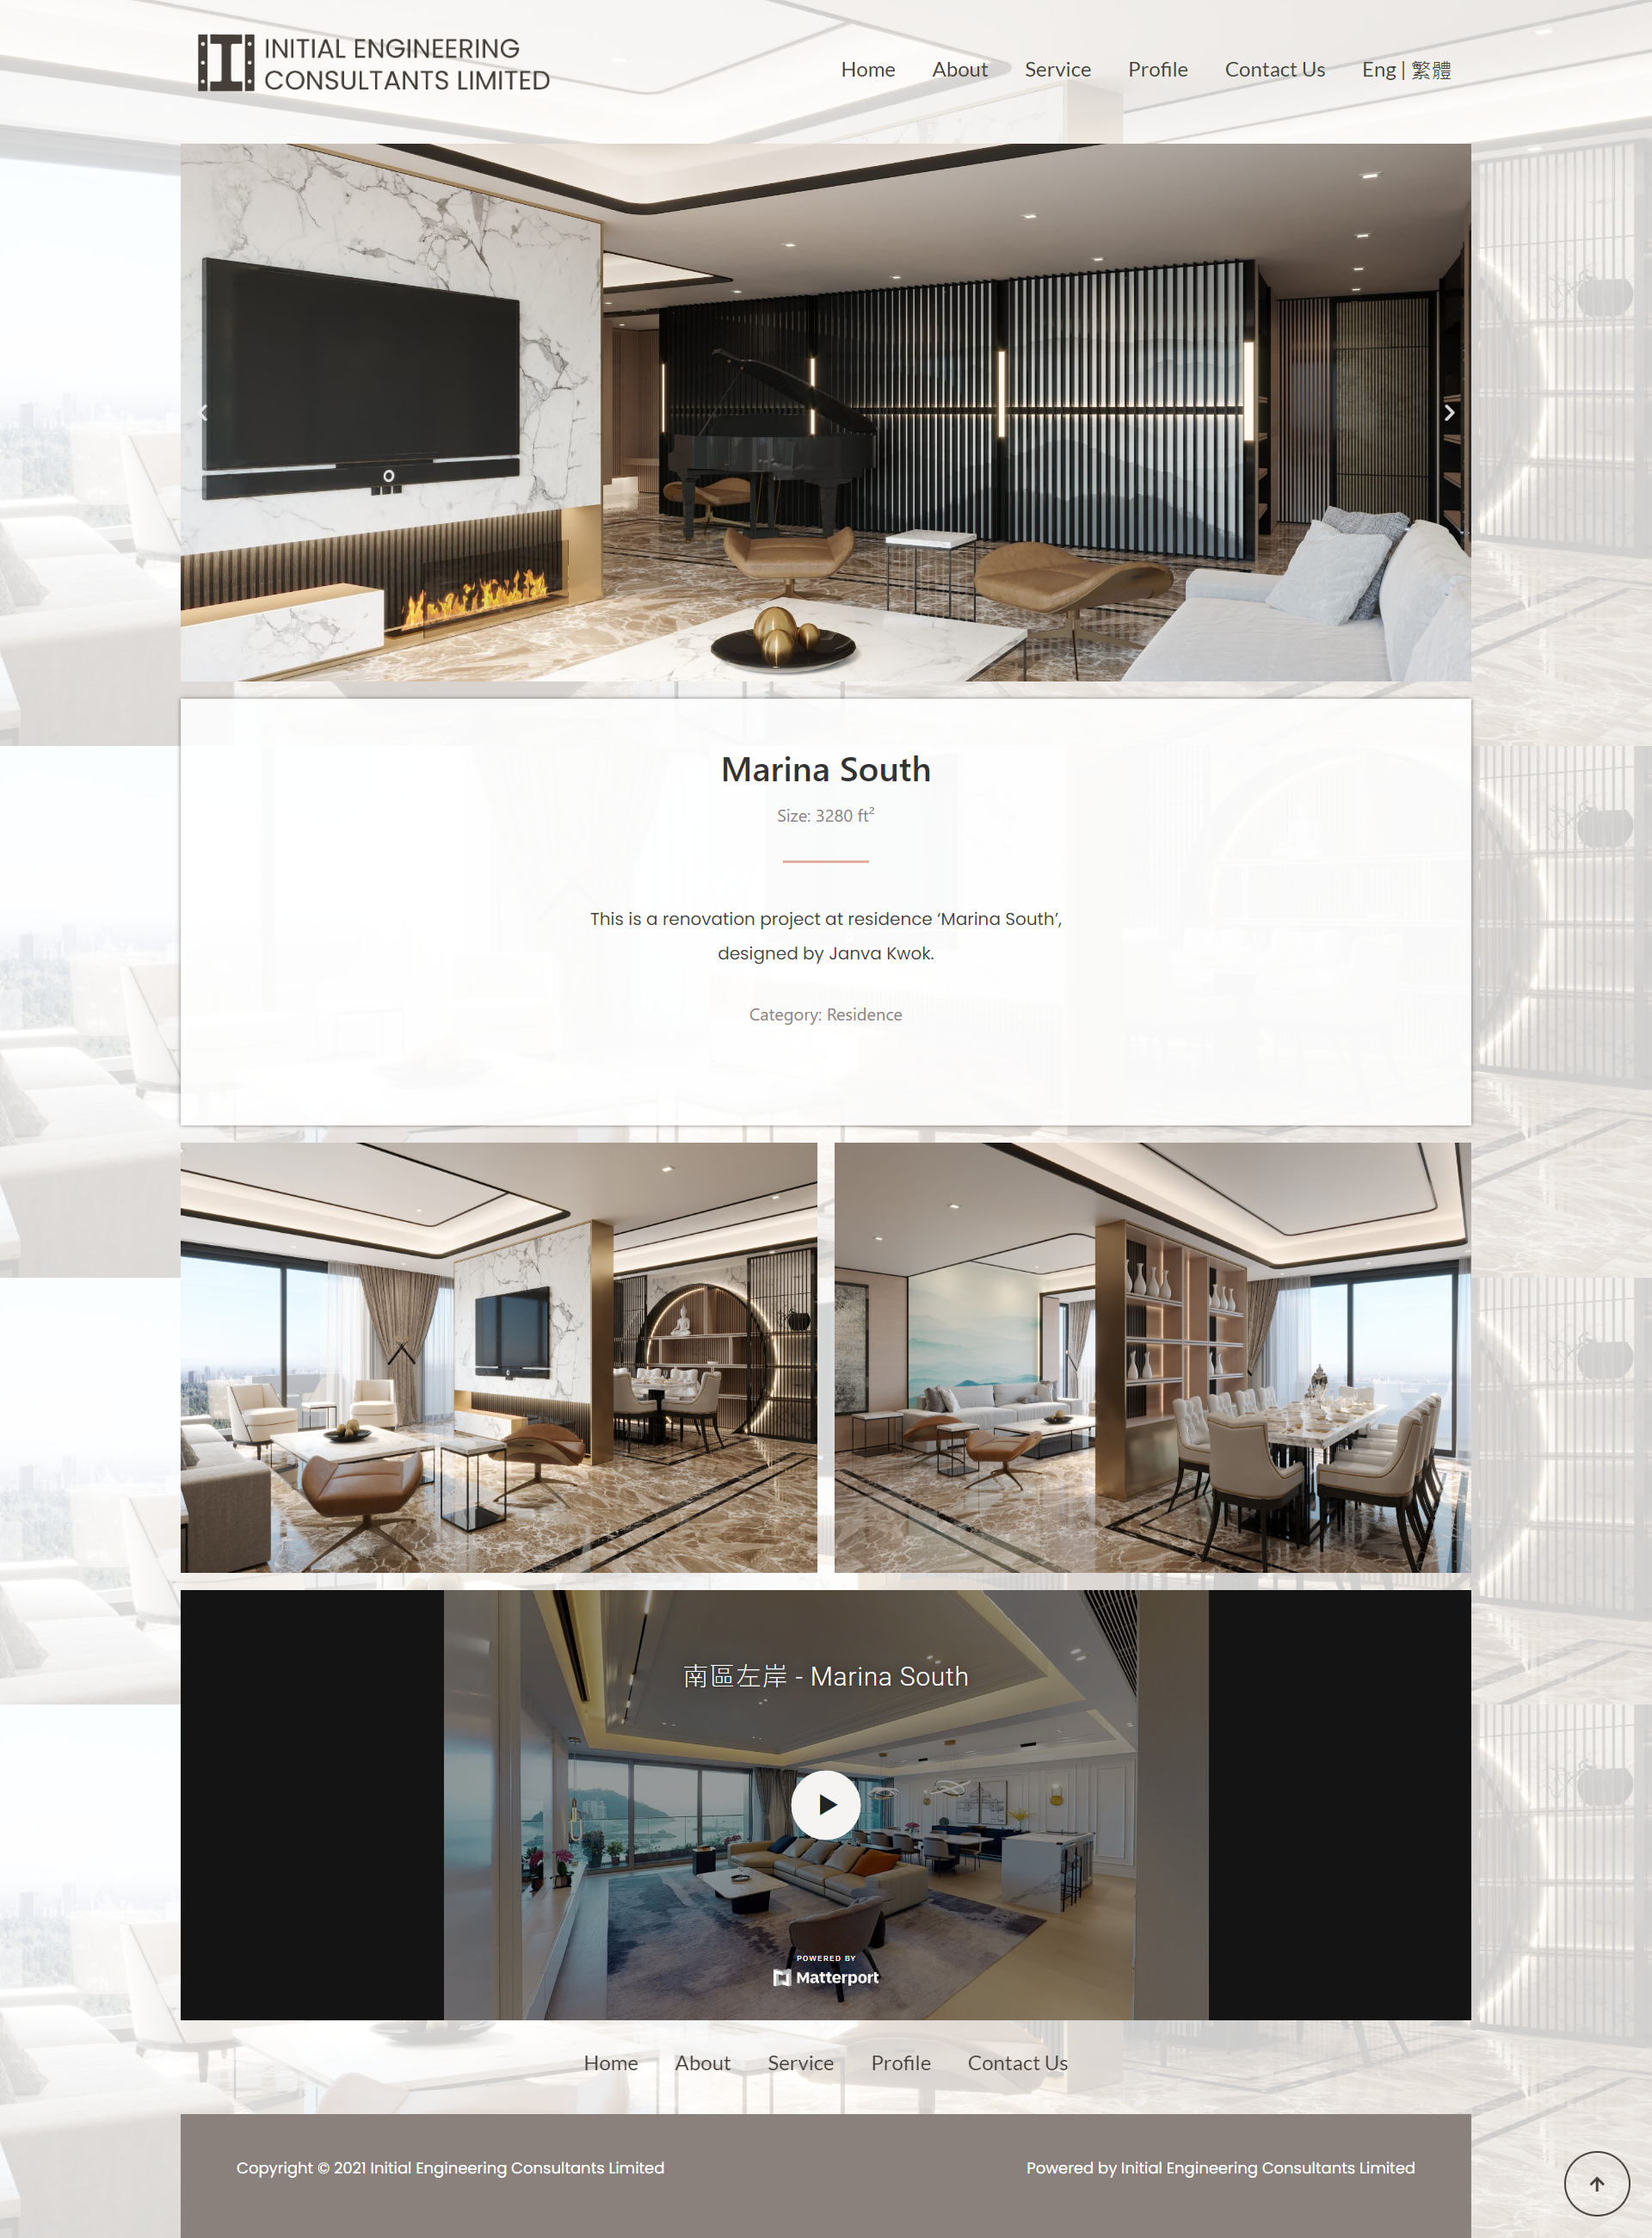 INITIAL ENGINEERING
CONSULTANTS LIMITED
Home About Service Profile Contact Us Eng | 繁體
Marina South
Size: 3280 ft²
This is a renovation project at residence ‘Marina South’,
designed by Janva Kwok.
Category: Residence
南區左岸 - Marina South
POWERED BY
Matterport
Home About Service Profile Contact Us
Copyright © 2021 Initial Engineering Consultants Limited
Powered by Initial Engineering Consultants Limited